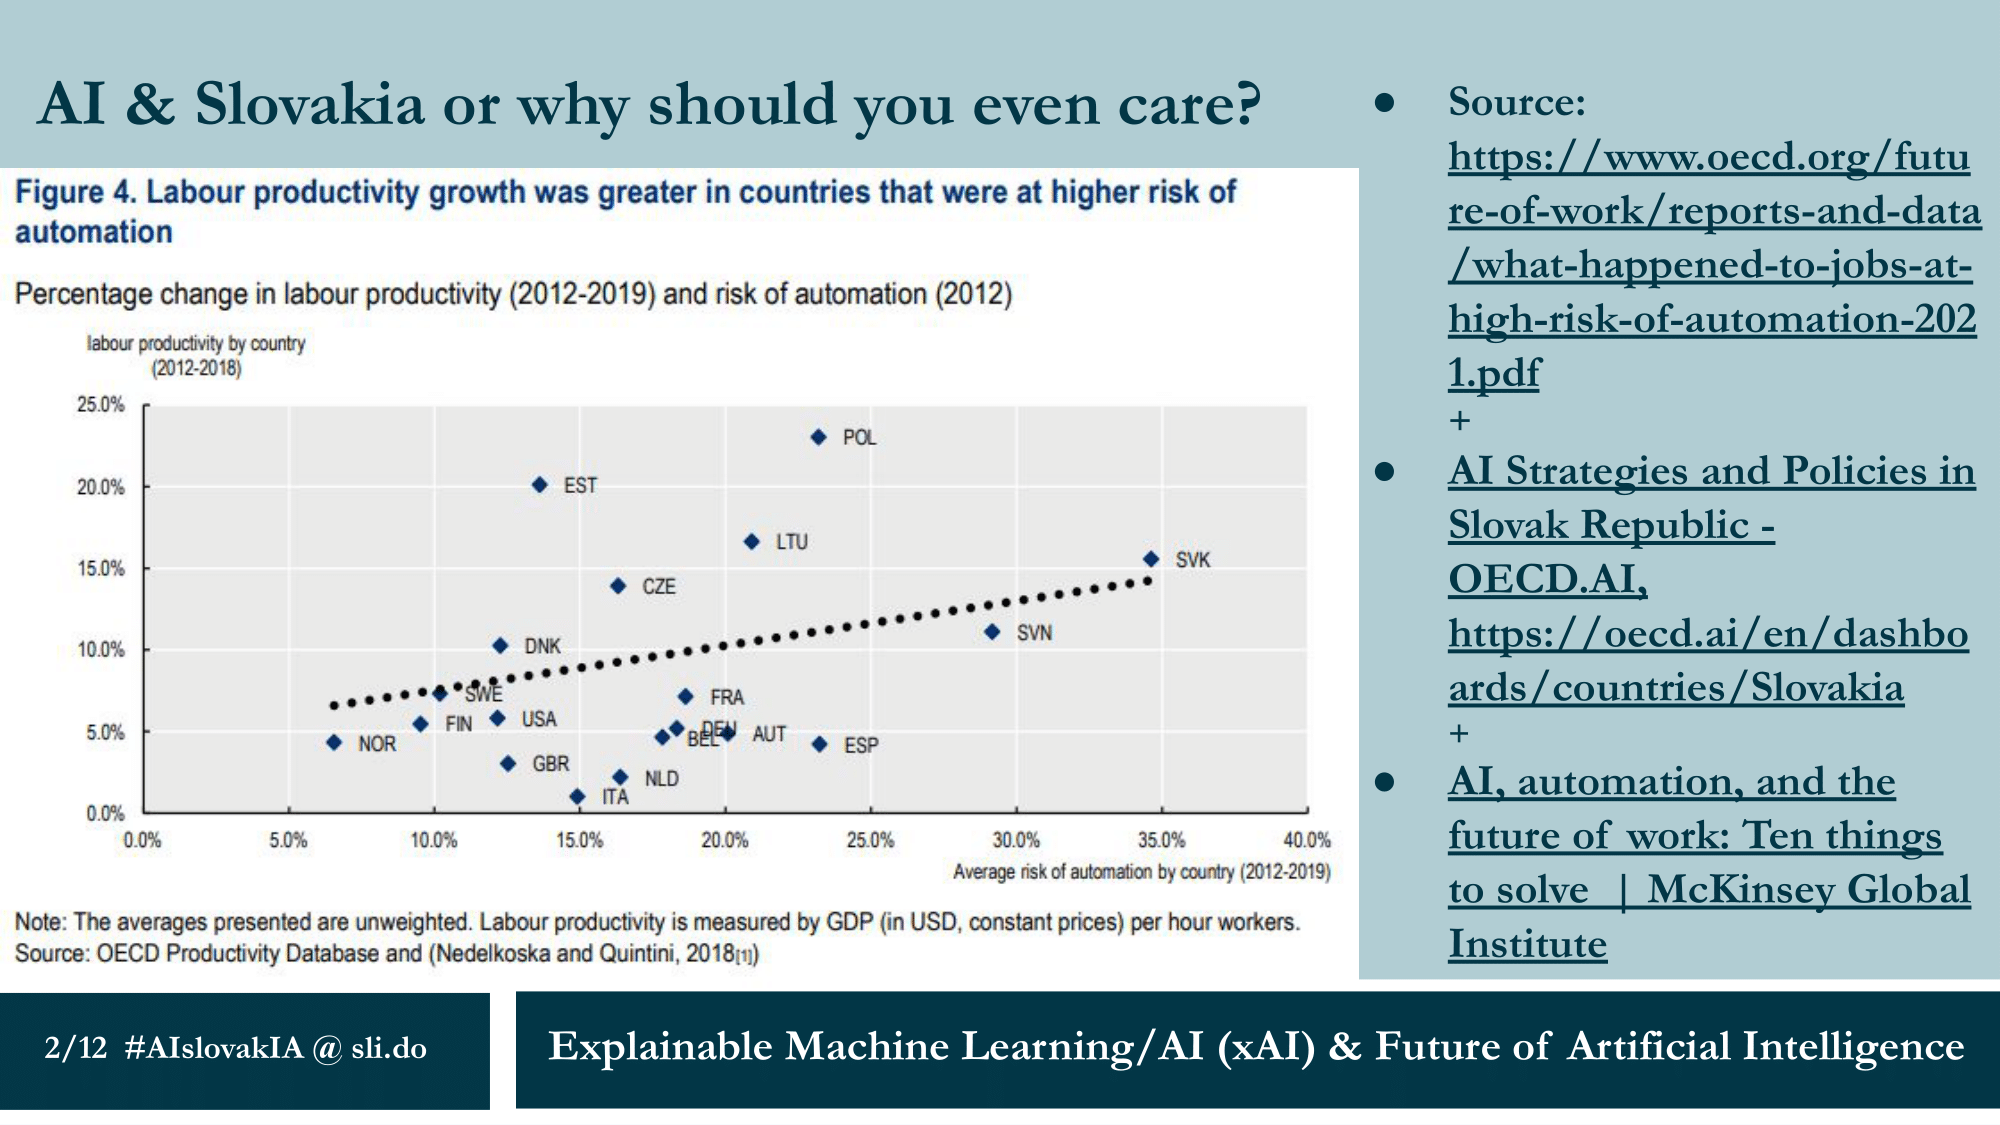 AI & Slovakia or why should you even care?
Figure 4. Labour productivity growth was greater in countries that were at higher risk of
automation
Percentage change in labour productivity (2012-2019) and risk of automation (2012)
labour productivity by country
(2012-2018)
25.0%
20.0%
15.0%
10.0%
5.0%
0.0%
POL
EST
LTU
SVK
CZE
SVN
DNK
SWE
FRA
FIN
USA
DEU
BEL
AUT
NOR
ESP
GBR
NLD
ITA
0.0%
5.0%
10.0%
15.0%
20.0%
25.0%
30.0%
35.0%
40.0%
Average risk of automation by country (2012-2019)
Note: The averages presented are unweighted. Labour productivity is measured by GDP (in USD, constant prices) per hour workers.
Source: OECD Productivity Database and (Nedelkoska and Quintini, 2018[1])
● Source:
https://www.oecd.org/futu
re-of-work/reports-and-data
/what-happened-to-jobs-at-
high-risk-of-automation-202
1.pdf
+
● AI Strategies and Policies in
Slovak Republic -
OECD.AI,
https://oecd.ai/en/dashbo
ards/countries/Slovakia
+
● AI, automation, and the
future of work: Ten things
to solve | McKinsey Global
Institute
2/12 #AIslovakIA @ sli.do
Explainable Machine Learning/AI (xAI) & Future of Artificial Intelligence